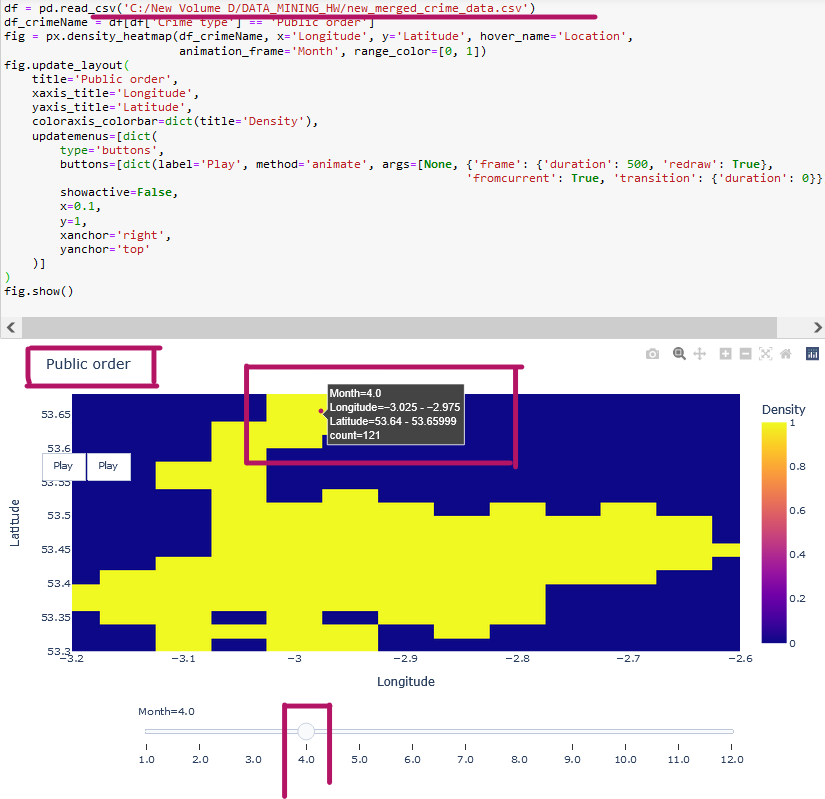 df = pd.read_csv('C:/New Volume D/DATA_MINING_HW/new_merged_crime_data.csv')
df_crimeName = df[df['Crime type'] == 'Public order']
fig = px.density_heatmap(df_crimeName, x='Longitude', y='Latitude', hover_name='Location',
animation_frame='Month', range_color=[0, 1])
fig.update_layout(
title='Public order',
xaxis_title='Longitude',
yaxis_title='Latitude',
coloraxis_colorbar=dict(title='Density'),
updatemenus=[dict(
type='buttons',
buttons=[dict(label='Play', method='animate', args=[None, {'frame': {'duration': 500, 'redraw': True},
'fromcurrent': True, 'transition': {'duration': 0}}
showactive=False,
x=0.1,
y=1,
xanchor='right',
yanchor='top'
)]
)
fig.show()
Public order
Month=4.0
Longitude=−3.025 - −2.975
Latitude=53.64 - 53.65999
count=121
Density
1
0.8
0.6
0.4
0.2
0
Latitude
53.65
53.6
53.55
53.5
53.45
53.4
53.35
53.3
Play Play
−3.2 −3.1 −3 −2.9 −2.8 −2.7 −2.6
Longitude
Month=4.0
1.0 2.0 3.0 4.0 5.0 6.0 7.0 8.0 9.0 10.0 11.0 12.0